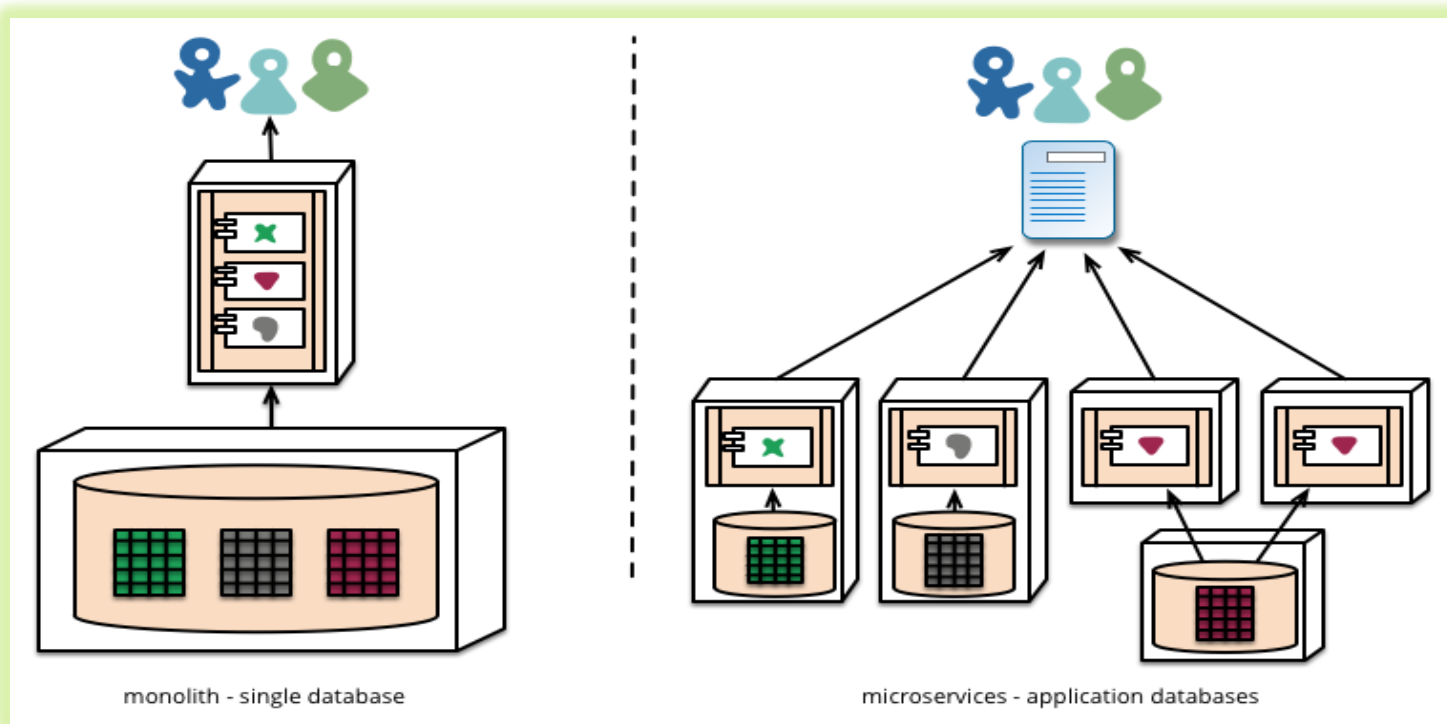 monolith - single database
microservices - application databases